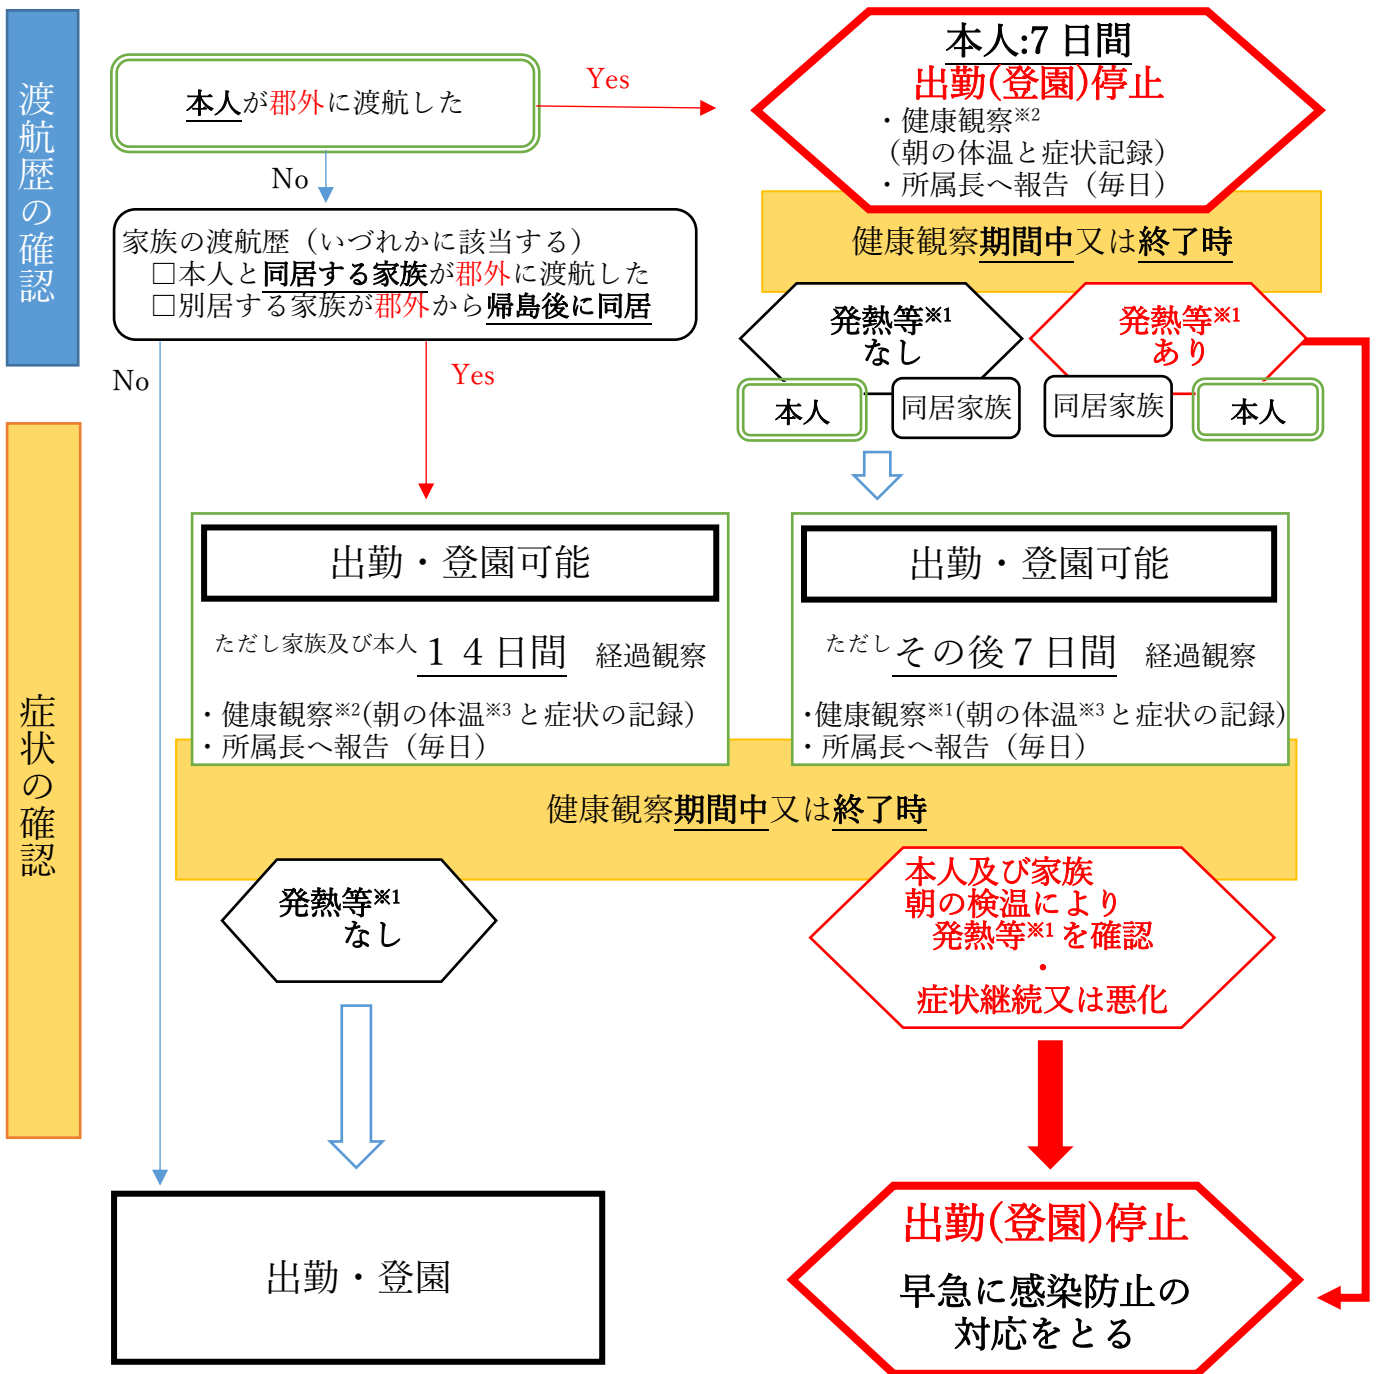 渡航歴の確認
本人が郡外に渡航した
Yes
No
本人:7日間
出勤(登園)停止
・健康観察※2
（朝の体温と症状記録）
・所属長へ報告（毎日）
健康観察期間中又は終了時
家族の渡航歴（いづれかに該当する）
□本人と同居する家族が郡外に渡航した
□別居する家族が郡外から帰島後に同居
No
Yes
発熱等※1
なし
本人
同居家族
発熱等※1
あり
同居家族
本人
症状の確認
出勤・登園可能
ただし家族及び本人１４日間　経過観察
・健康観察※2(朝の体温※3と症状の記録)
・所属長へ報告（毎日）
出勤・登園可能
ただしその後７日間　経過観察
・健康観察※1(朝の体温※3と症状の記録)
・所属長へ報告（毎日）
健康観察期間中又は終了時
発熱等※1
なし
本人及び家族
朝の検温により
発熱等※1を確認
・
症状継続又は悪化
出勤・登園
出勤(登園)停止
早急に感染防止の
対応をとる